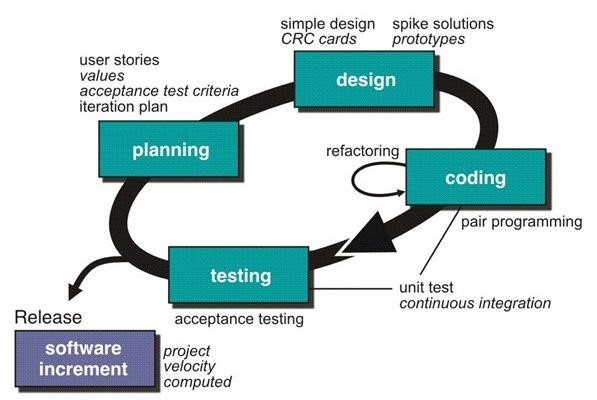 simple design
CRC cards
spike solutions
prototypes
user stories
values
acceptance test criteria
iteration plan
design
planning
refactoring
coding
pair programming
testing
acceptance testing
unit test
continuous integration
Release
software
increment
project
velocity
computed